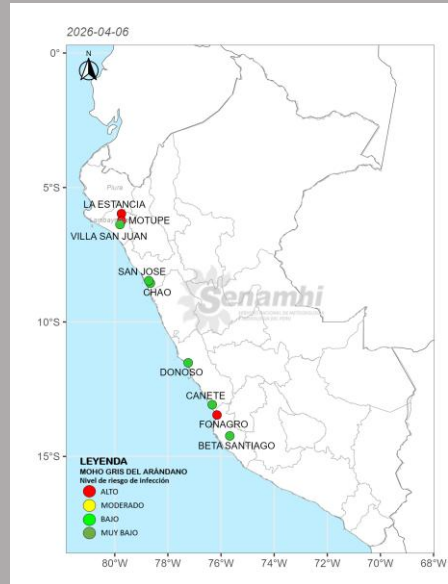 2026-04-06
N
0°
5°S
10°S
15°S
Piura
LA ESTANCIA
MOTUPE
VILLA SAN JUAN
SAN JOSE
CHAO
Senamhi
DONOSO
CANETE
FONAGRO
BETA SANTIAGO
LEYENDA
MOHO GRIS DEL ARÁNDANO
Nivel de riesgo de infección
ALTO
MODERADO
BAJO
MUY BAJO
80°W 78°W 76°W 74°W 72°W 70°W 68°W